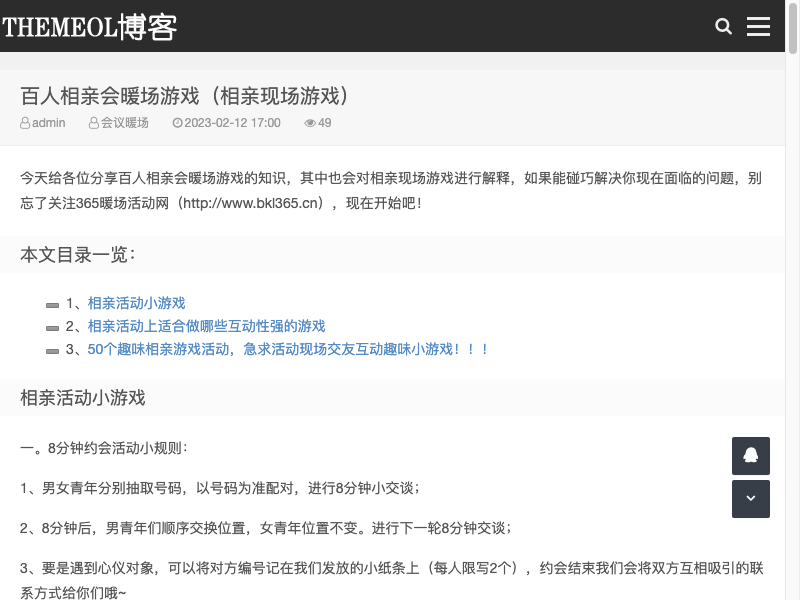 THEMEOL博客
百人相亲会暖场游戏（相亲现场游戏）
admin 会议暖场 2023-02-12 17:00 49
今天给各位分享百人相亲会暖场游戏的知识，其中也会对相亲现场游戏进行解释，如果能碰巧解决你现在面临的问题，别
忘了关注365暖场活动网（http://www.bkl365.cn），现在开始吧！
本文目录一览：
1、相亲活动小游戏
2、相亲活动上适合做哪些互动性强的游戏
3、50个趣味相亲游戏活动，急求活动现场交友互动趣味小游戏！！！
相亲活动小游戏
一。8分钟约会活动小规则：
1、男女青年分别抽取号码，以号码为准配对，进行8分钟小交谈；
2、8分钟后，男青年们顺序交换位置，女青年位置不变。进行下一轮8分钟交谈；
3、要是遇到心仪对象，可以将对方编号记在我们发放的小纸条上（每人限写2个），约会结束我们会将双方互相吸引的联
系方式给你们哦~